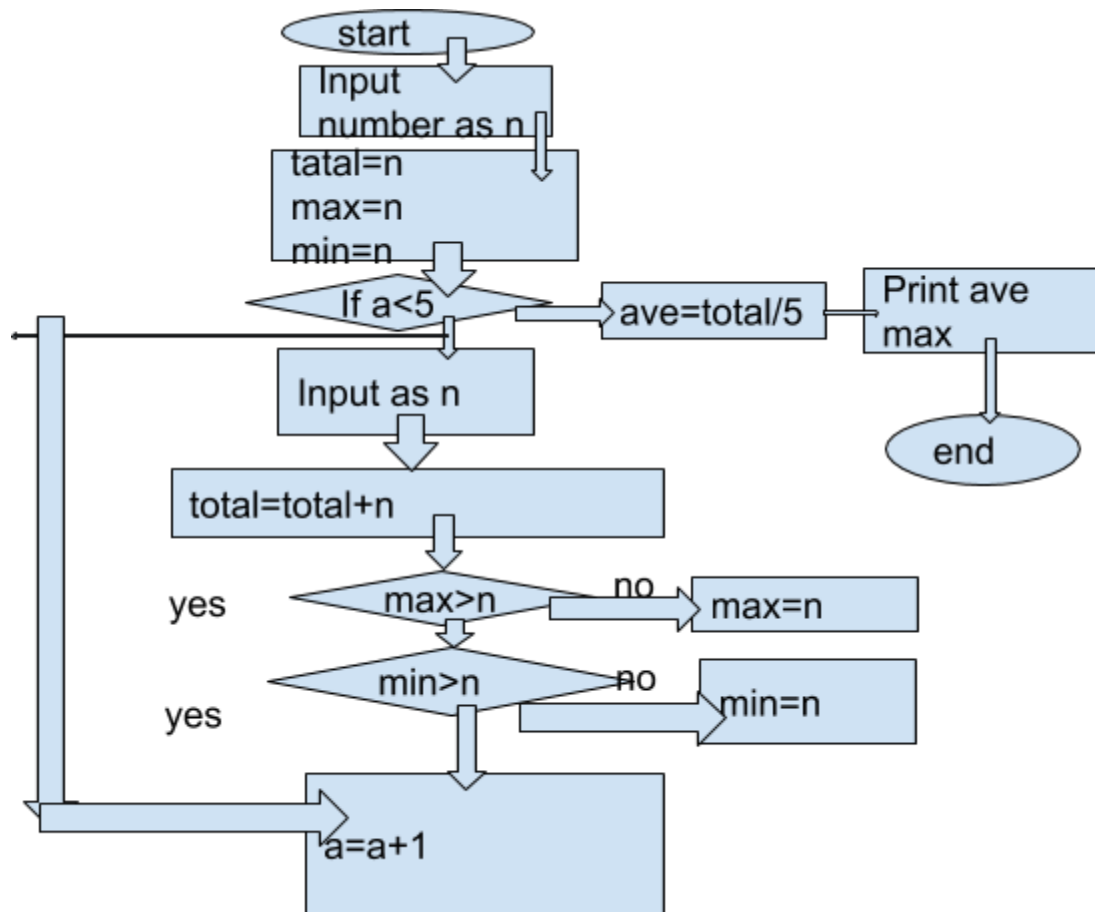 start
Input
number as n
tatal=n
max=n
min=n
If a<5
ave=total/5
Print ave
max
end
Input as n
total=total+n
max>n
no
max=n
yes
min>n
no
min=n
yes
a=a+1